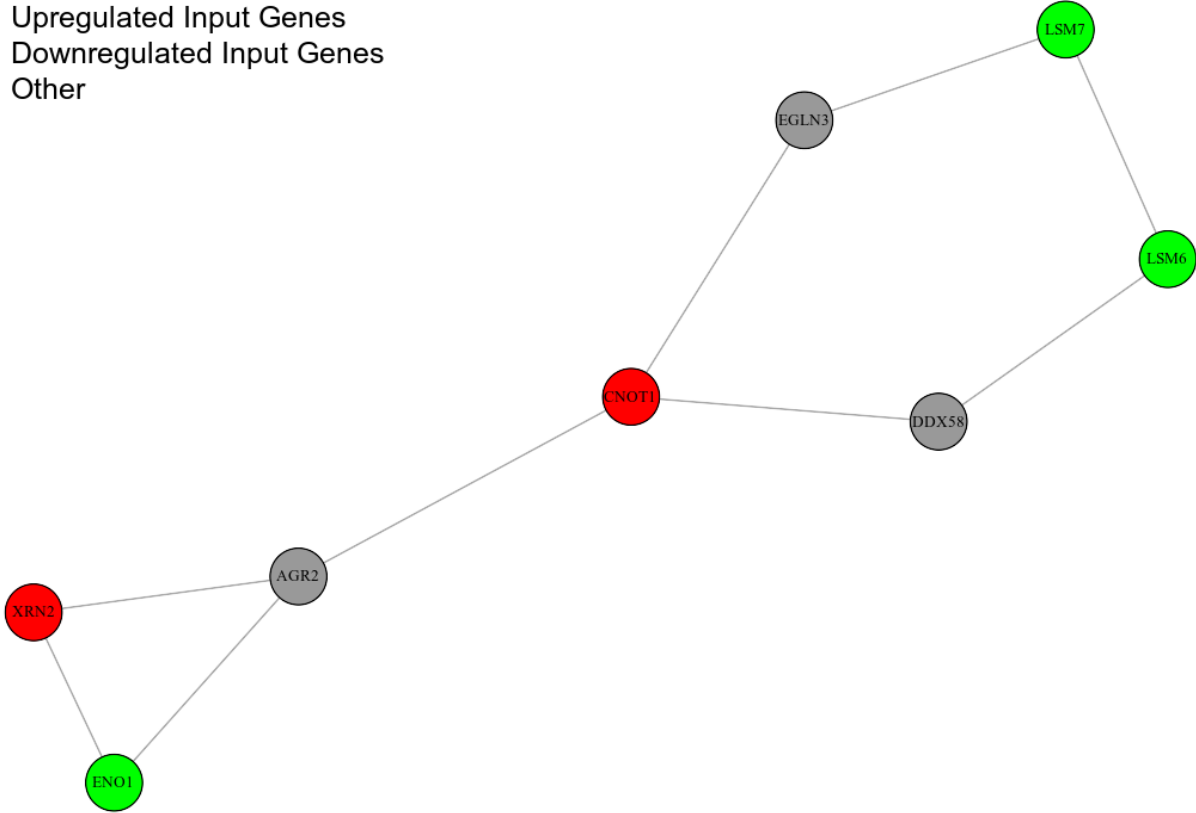 Upregulated Input Genes
Downregulated Input Genes
Other
LSM7
EGLN3
LSM6
CNOT1
DDX58
AGR2
XRN2
ENO1